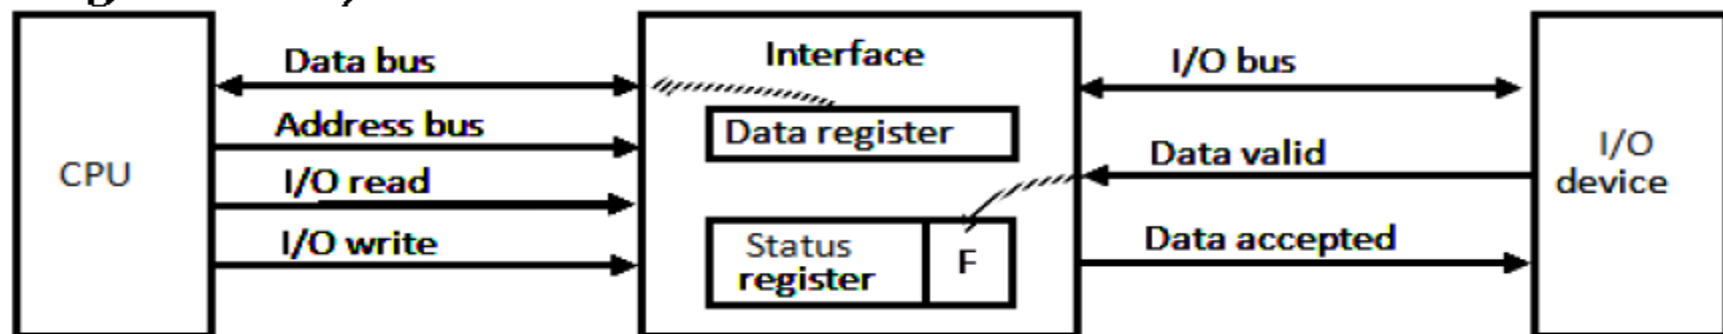 Data bus
Address bus
I/O read
I/O write
CPU
Interface
Data register
Status
register
F
I/O bus
Data valid
Data accepted
I/O
device